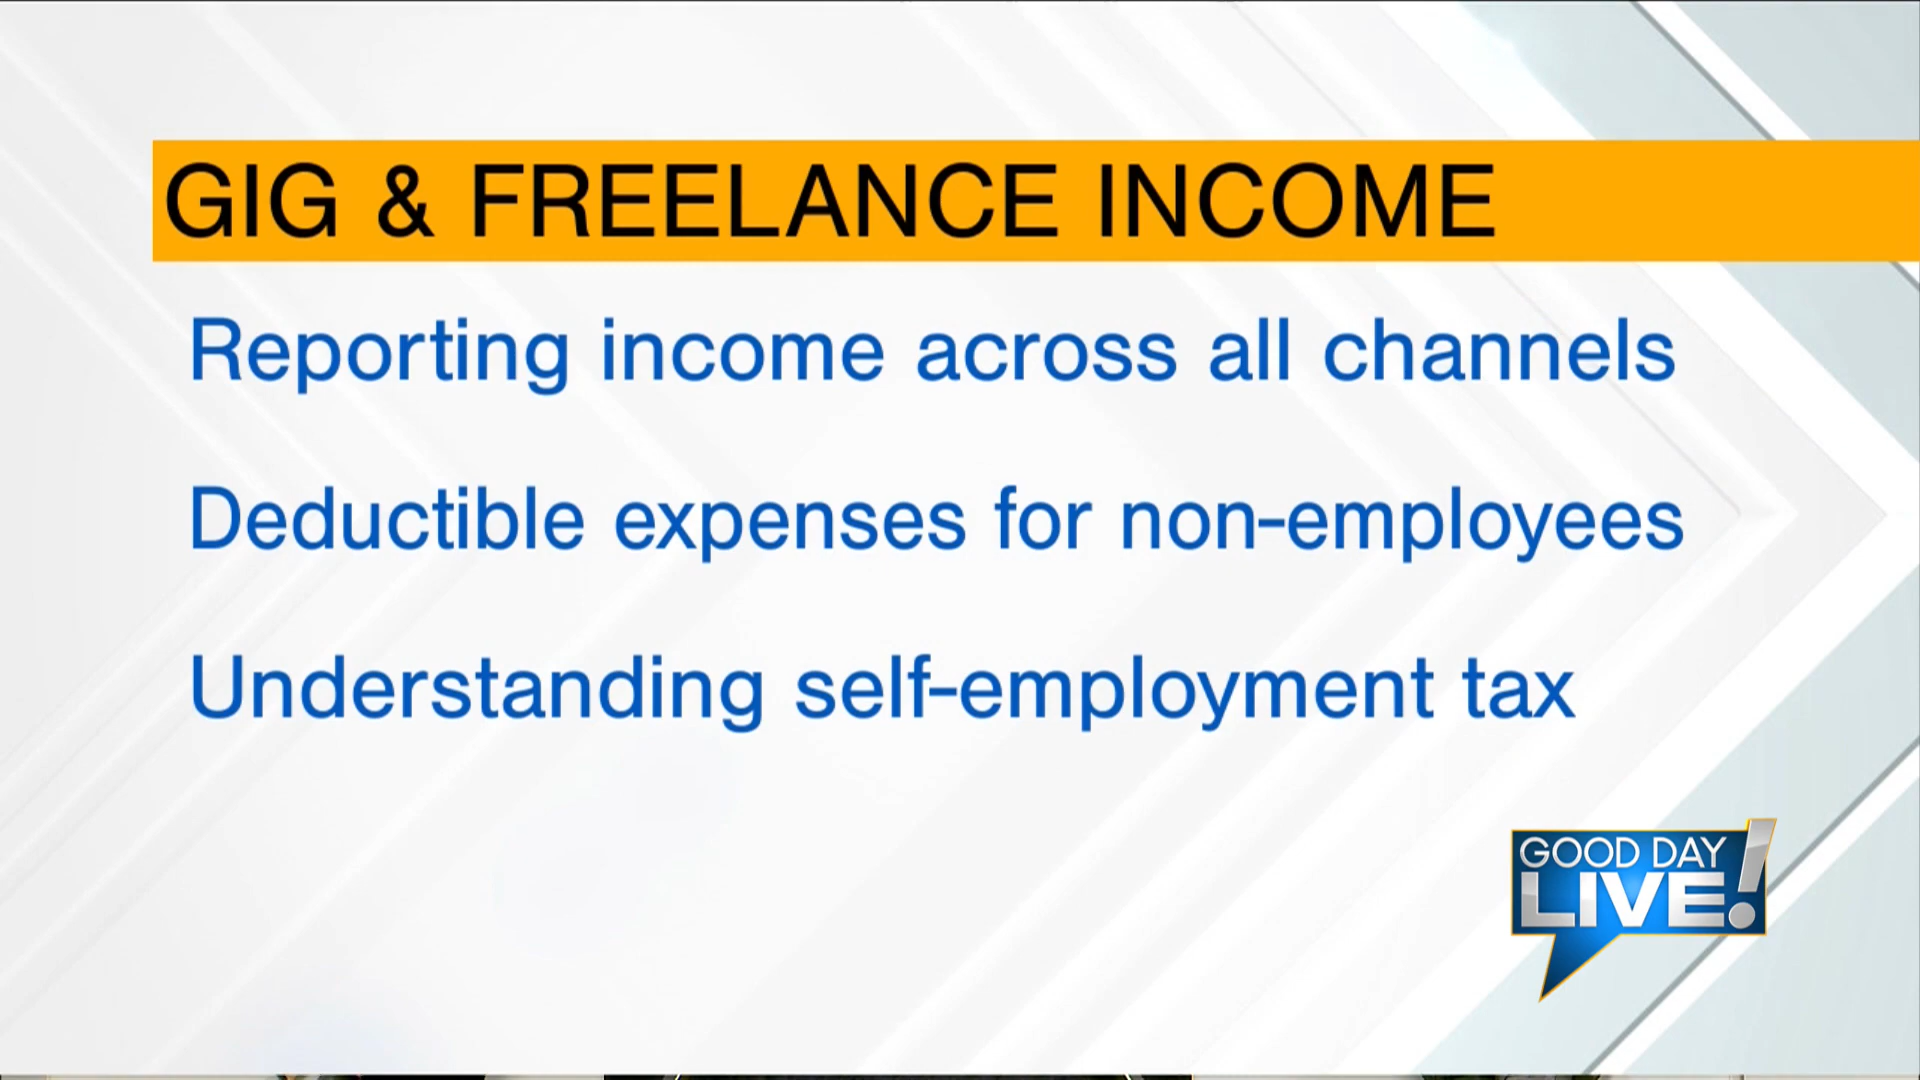 GIG & FREELANCE INCOME
Reporting income across all channels
Deductible expenses for non-employees
Understanding self-employment tax
GOOD DAY
LIVE!